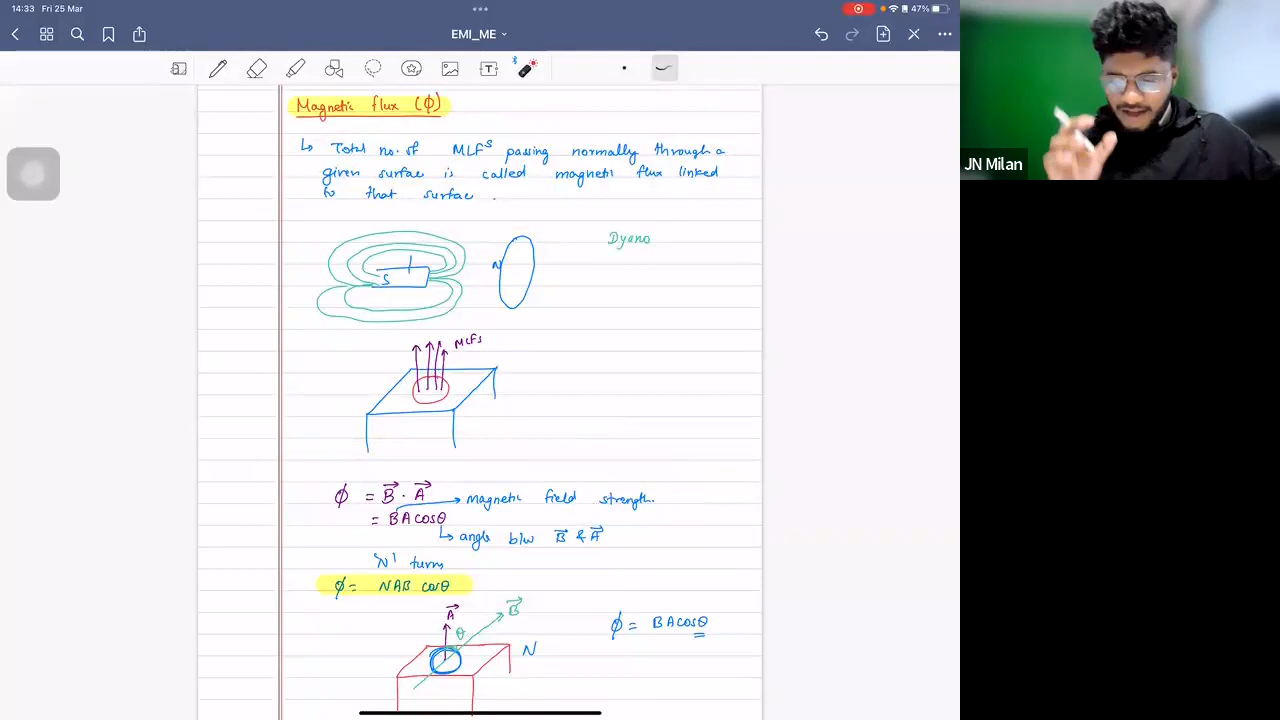 14:33 Fri 25 Mar
47%
EMI_ME
JN Milan
Magnetic flux (ϕ)
↳ Total no. of MLFs passing normally through a
given surfac is called magnetic flux linked
to that surfac .
Dyano
N
S
MLFs
ϕ = B⃗ · A⃗ → Magnetic field strength.
= BA cosθ
↳ angle b/w B⃗ & A⃗
'N' turns
ϕ = NAB cosθ
A⃗
B⃗
θ
ϕ = BA cosθ
N